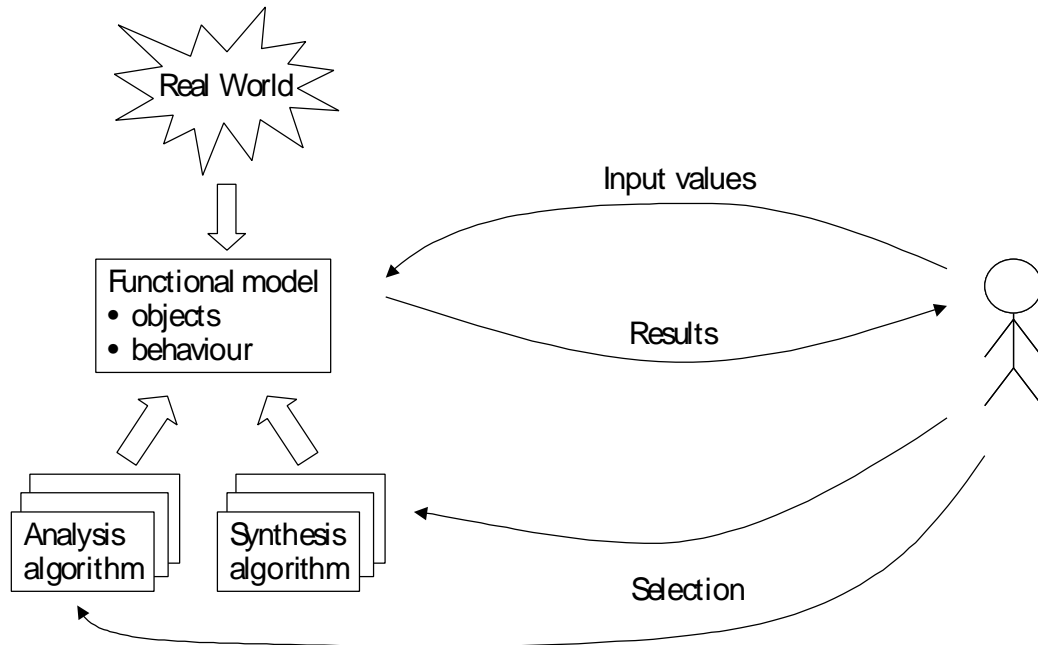 Real World
Input values
Functional model
• objects
• behaviour
Results
Analysis
algorithm
Synthesis
algorithm
Selection